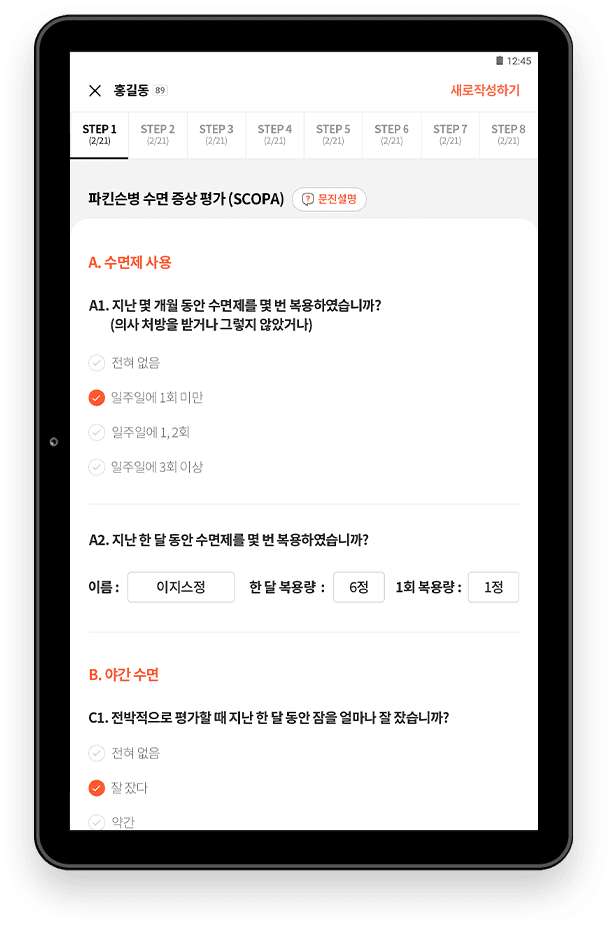 12:45
홍길동 89
새로작성하기
STEP 1 STEP 2 STEP 3 STEP 4 STEP 5 STEP 6 STEP 7 STEP 8
(2/21) (2/21) (2/21) (2/21) (2/21) (2/21) (2/21) (2/21)
파킨슨병 수면 증상 평가 (SCOPA) 문진설명
A. 수면제 사용
A1. 지난 몇 개월 동안 수면제를 몇 번 복용하였습니까?
(의사 처방을 받거나 그렇지 않았거나)
전혀 없음
일주일에 1회 미만
일주일에 1, 2회
일주일에 3회 이상
A2. 지난 한 달 동안 수면제를 몇 번 복용하였습니까?
이름 : 이지스정 한 달 복용량 : 6정 1회 복용량 : 1정
B. 야간 수면
C1. 전박적으로 평가할 때 지난 한 달 동안 잠을 얼마나 잘 잤습니까?
전혀 없음
잘 잤다
약간